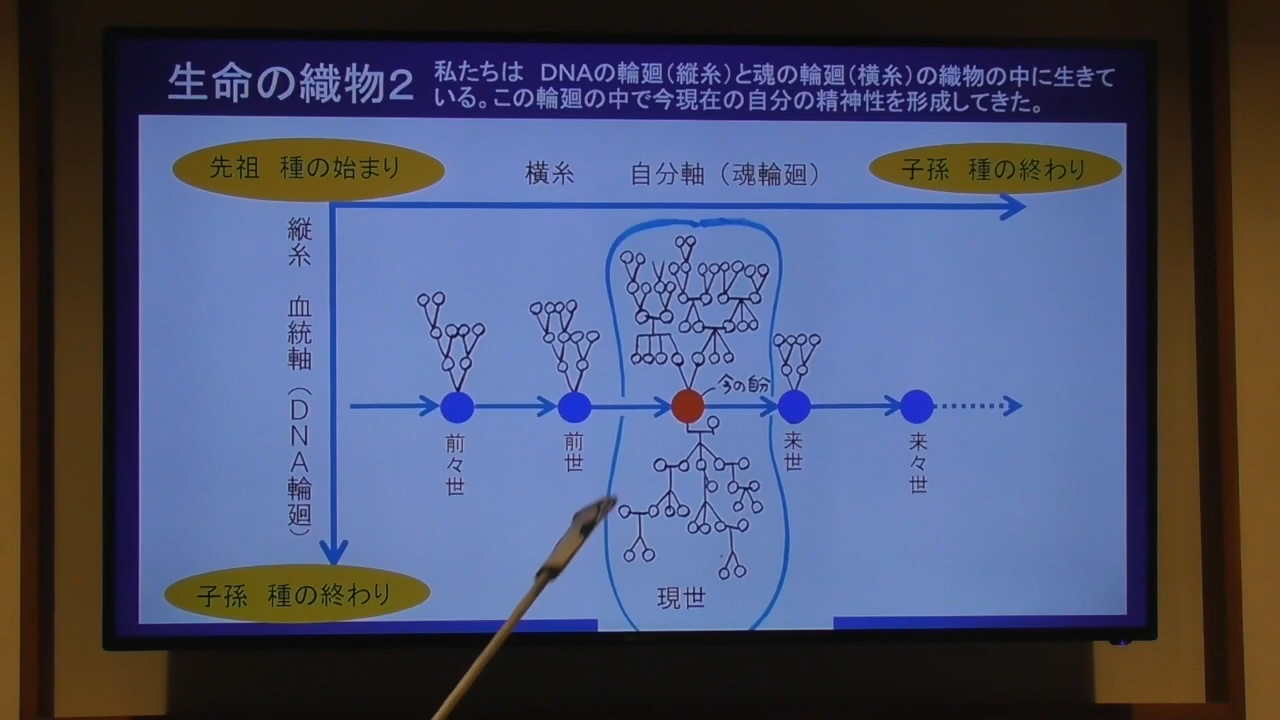 生命の織物2
私たちは　DNAの輪廻（縦糸）と魂の輪廻（横糸）の織物の中に生きて
いる。この輪廻の中で今現在の自分の精神性を形成してきた。
先祖　種の始まり
横糸　　自分軸（魂輪廻）
子孫　種の終わり
縦糸　血統軸（DNA輪廻）
今の自分
前々世
前世
来世
来々世
現世
子孫　種の終わり